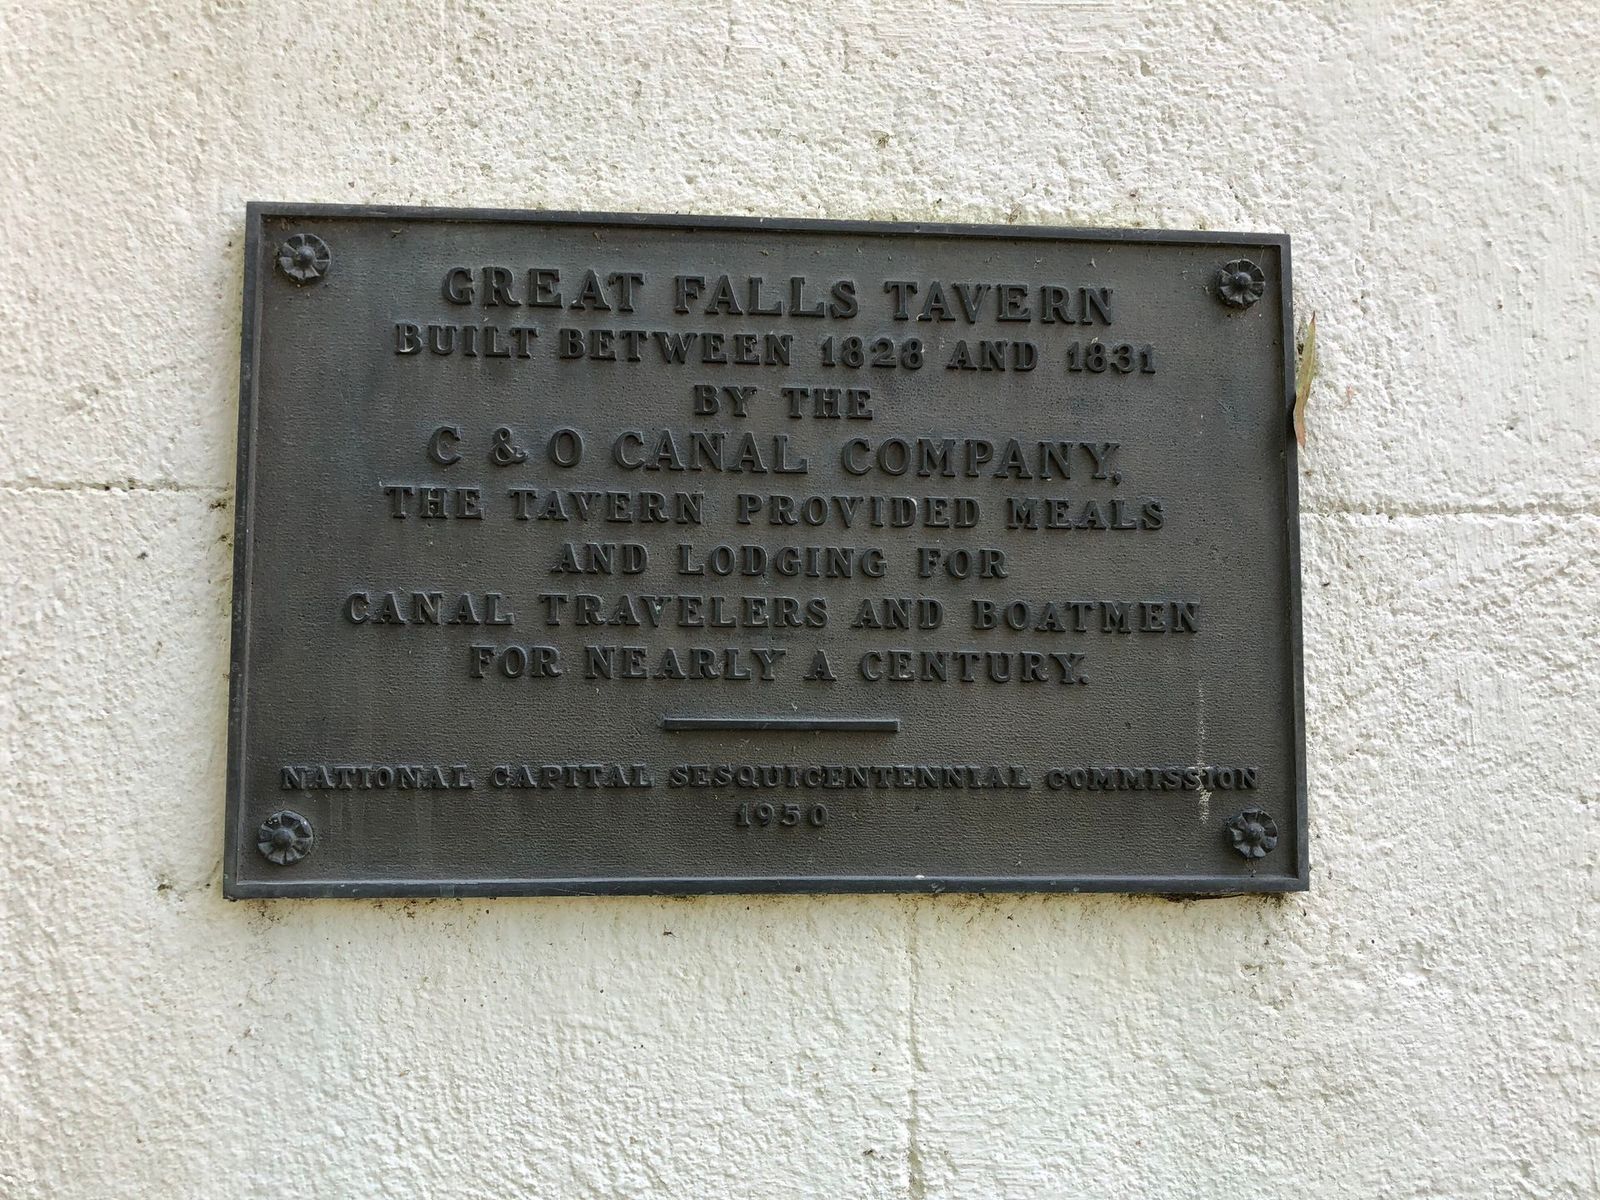 GREAT FALLS TAVERN
BUILT BETWEEN 1828 AND 1831
BY THE
C & O CANAL COMPANY,
THE TAVERN PROVIDED MEALS
AND LODGING FOR
CANAL TRAVELERS AND BOATMEN
FOR NEARLY A CENTURY.
NATIONAL CAPITAL SESQUICENTENNIAL COMMISSION
1950